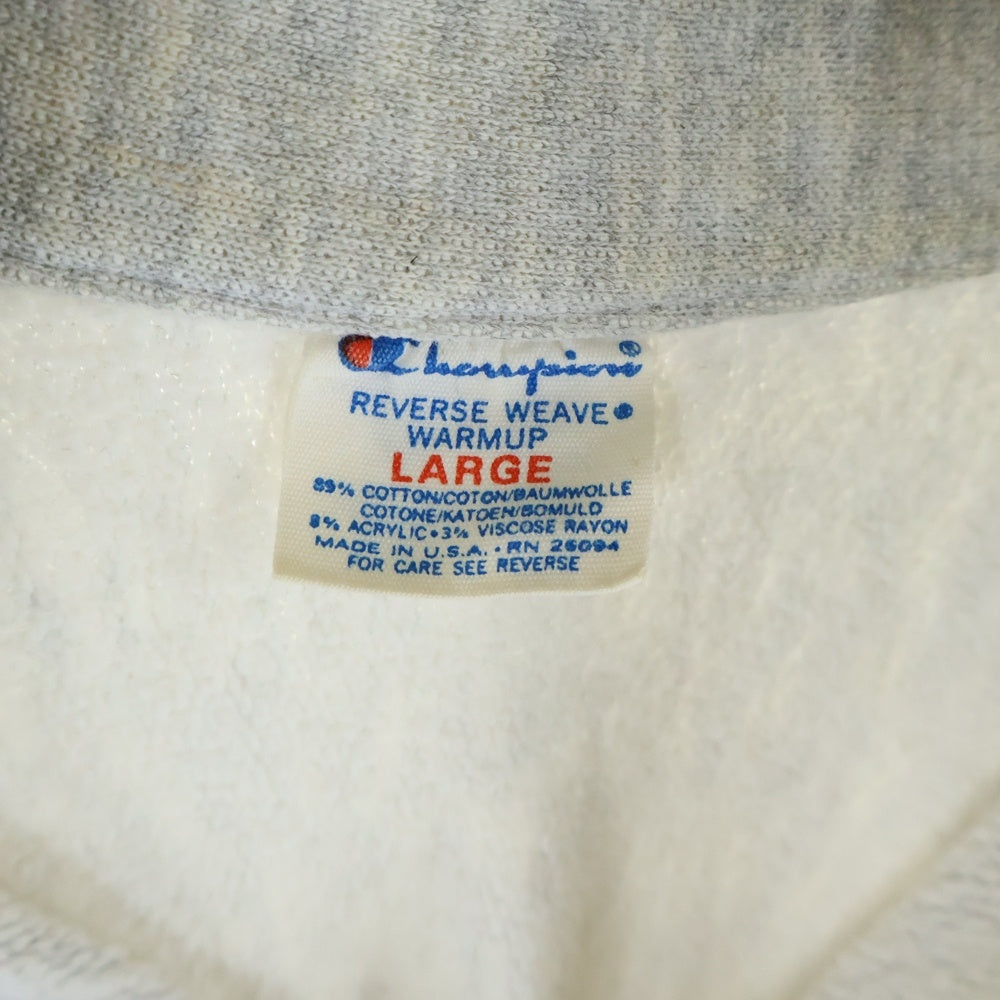 Champion®
REVERSE WEAVE®
WARMUP
LARGE
89% COTTON/COTON/BAUMWOLLE
COTONE/KATOEN/BOMULD
8% ACRYLIC•3% VISCOSE RAYON
MADE IN U.S.A. • RN 26094
FOR CARE SEE REVERSE